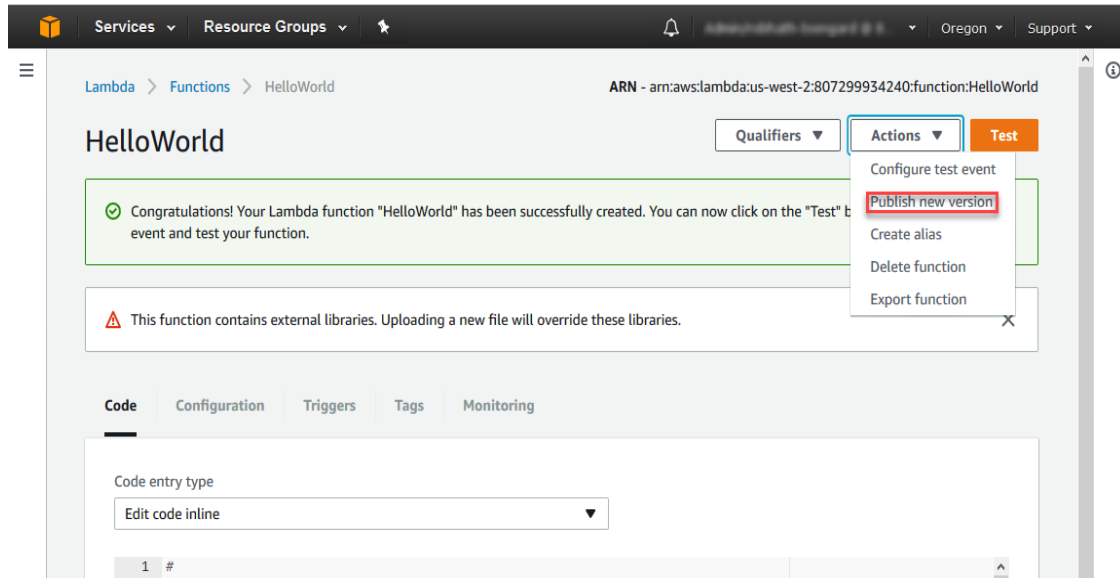 Services Resource Groups Oregon Support
Lambda Functions HelloWorld ARN - arn:aws:lambda:us-west-2:807299934240:function:HelloWorld
HelloWorld Qualifiers Actions Test
Configure test event
Publish new version
Create alias
Delete function
Export function
Congratulations! Your Lambda function "HelloWorld" has been successfully created. You can now click on the "Test" b
event and test your function.
This function contains external libraries. Uploading a new file will override these libraries.
Code Configuration Triggers Tags Monitoring
Code entry type
Edit code inline
1 #